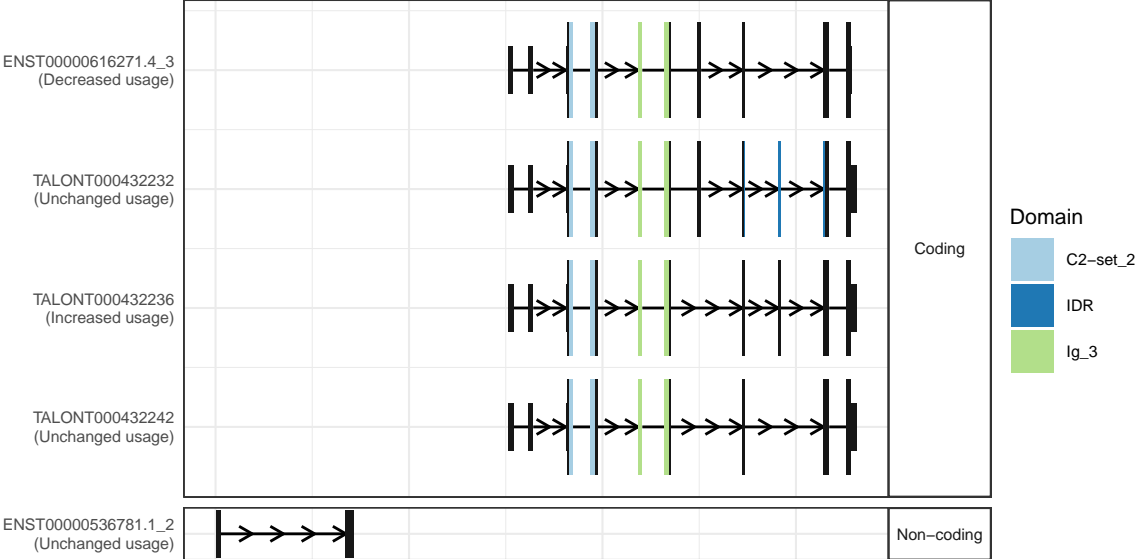 ENST00000616271.4_3
(Decreased usage)
TALONT000432232
(Unchanged usage)
TALONT000432236
(Increased usage)
TALONT000432242
(Unchanged usage)
ENST00000536781.1_2
(Unchanged usage)
Coding
Non−coding
Domain
C2−set_2
IDR
Ig_3